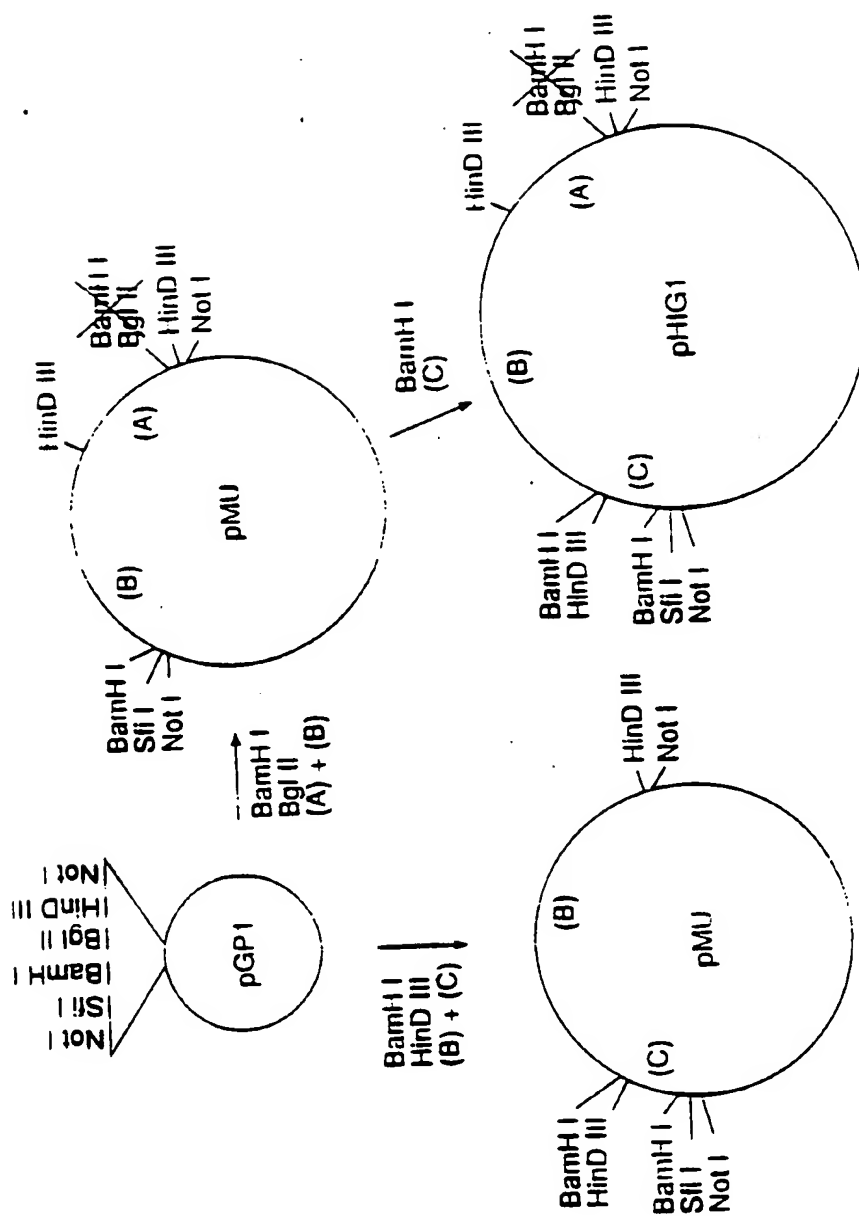 Not I
Sfi I
BamH I
Bgl II
HinD III
Not I
pGP1
BamH I
Bgl II
(A) + (B)
HinD III
BamH I
Bgl II
HinD III
Not I
(A)
(B)
pMU
BamH I
Sfi I
Not I
BamH I
HinD III
(B) + (C)
BamH I
(C)
BamH I
HinD III
(C)
BamH I
Sfi I
Not I
(B)
HinD III
Not I
pMU
HinD III
BamH I
Bgl II
HinD III
Not I
(A)
(B)
BamH I
HinD III
(C)
BamH I
Sfi I
Not I
pHIG1